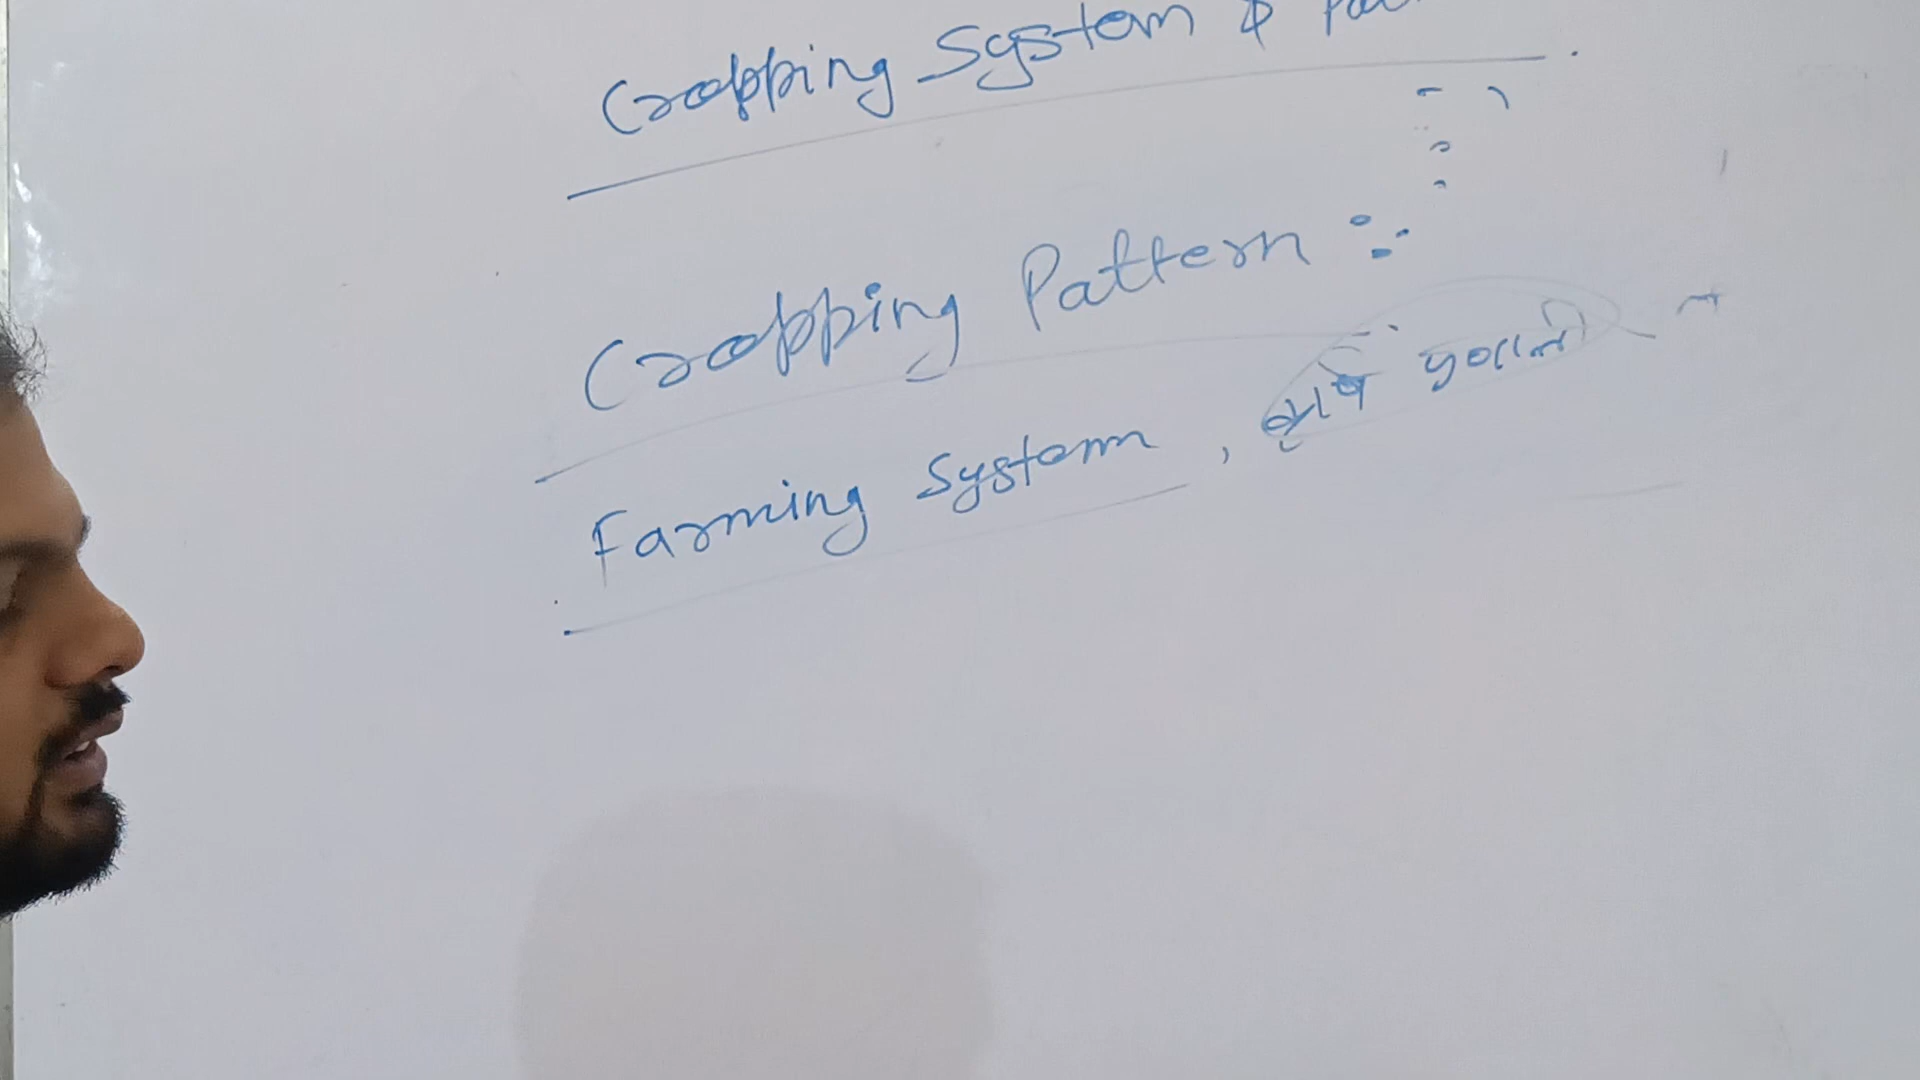 Cropping System &
Cropping Pattern :-
Farming System , कृषि प्रणाली